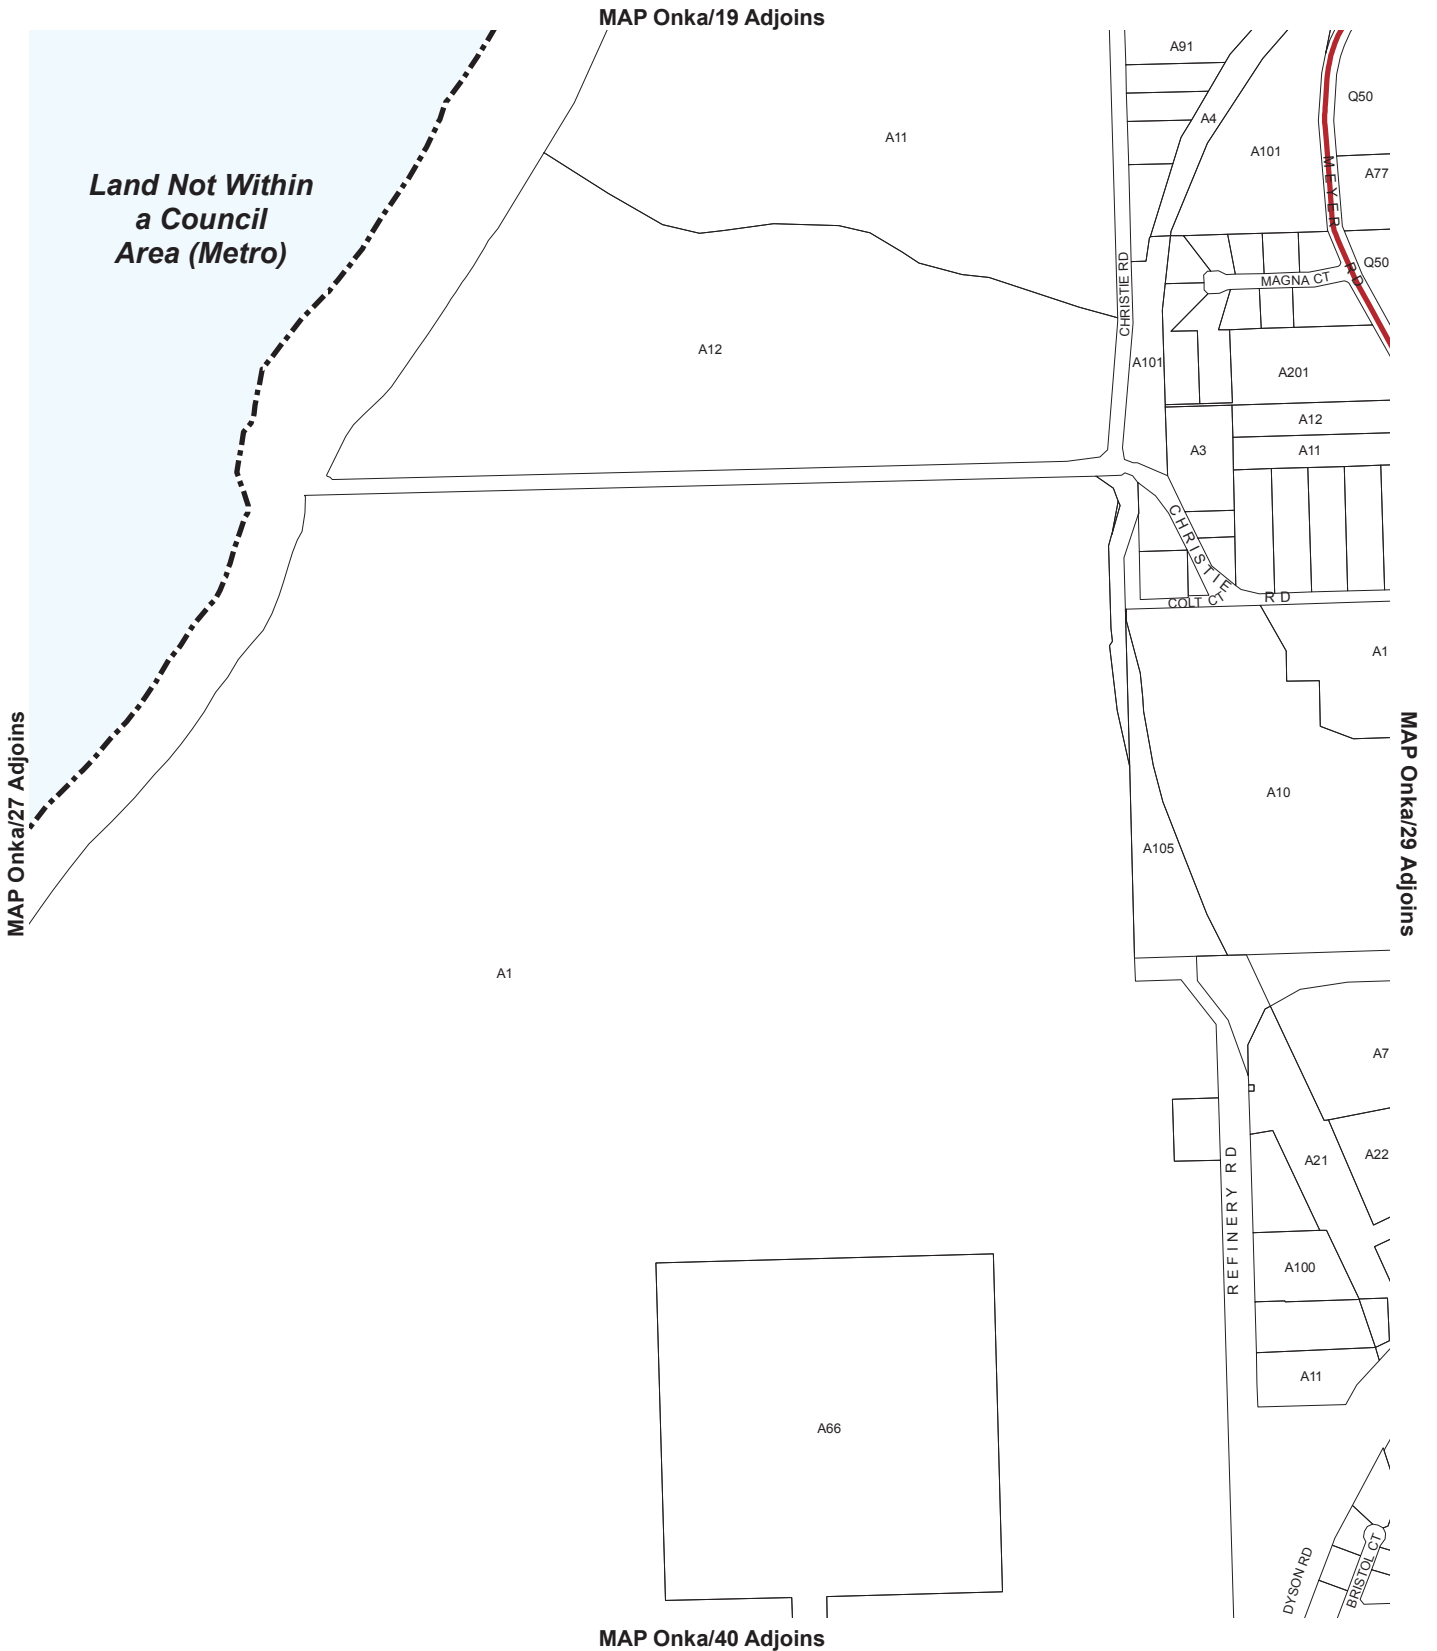 MAP Onka/19 Adjoins
A91
Q50
A4
A11
A101
A77
MEYER RD
Land Not Within
a Council
Area (Metro)
Q50
CHRISTIE RD
MAGNA CT
A12
A101
A201
A12
A3
A11
CHRISTIE RD
COLT CT
A1
MAP Onka/27 Adjoins
MAP Onka/29 Adjoins
A10
A105
A1
A7
A21
A22
REFINERY RD
A100
A11
A66
DYSON RD
BRISTOL CT
MAP Onka/40 Adjoins